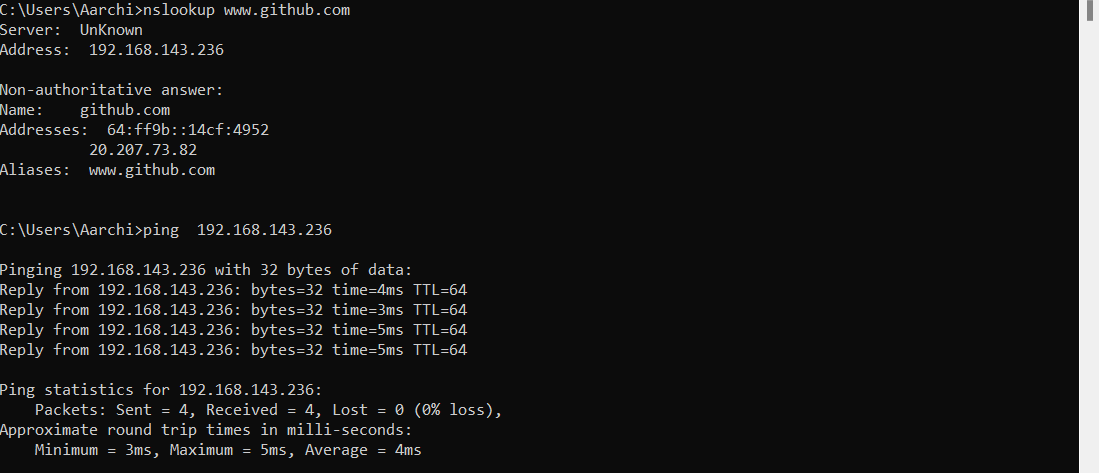 C:\Users\Aarchi>nslookup www.github.com
Server:  UnKnown
Address:  192.168.143.236

Non-authoritative answer:
Name:    github.com
Addresses:  64:ff9b::14cf:4952
          20.207.73.82
Aliases:  www.github.com

C:\Users\Aarchi>ping  192.168.143.236

Pinging 192.168.143.236 with 32 bytes of data:
Reply from 192.168.143.236: bytes=32 time=4ms TTL=64
Reply from 192.168.143.236: bytes=32 time=3ms TTL=64
Reply from 192.168.143.236: bytes=32 time=5ms TTL=64
Reply from 192.168.143.236: bytes=32 time=5ms TTL=64

Ping statistics for 192.168.143.236:
    Packets: Sent = 4, Received = 4, Lost = 0 (0% loss),
Approximate round trip times in milli-seconds:
    Minimum = 3ms, Maximum = 5ms, Average = 4ms